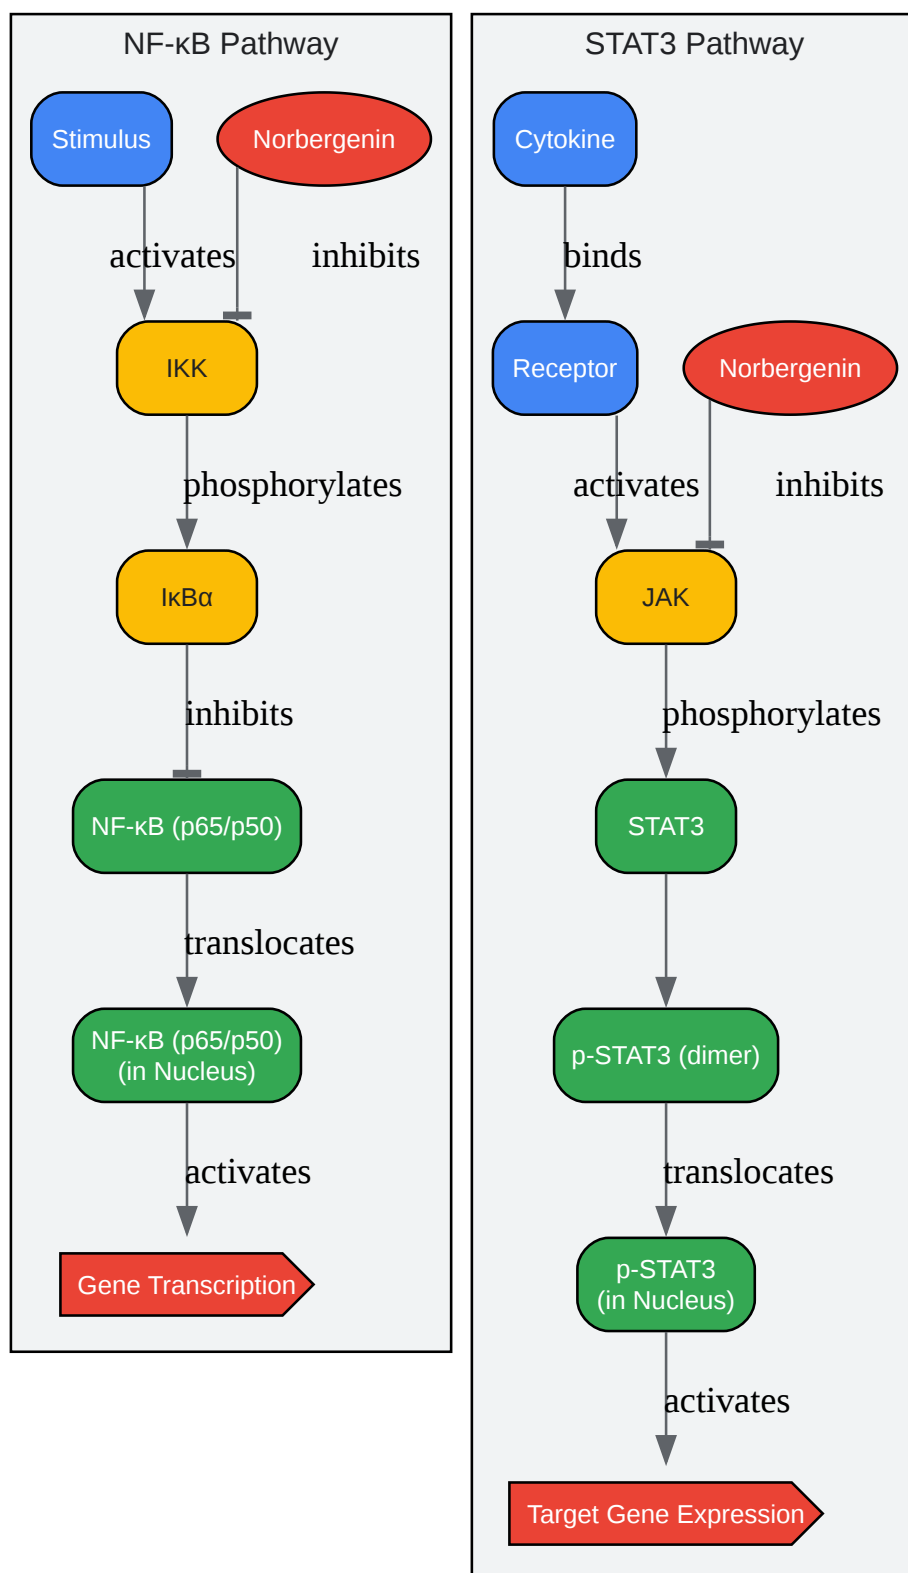 NF-κB Pathway
Stimulus
Norbergenin
activates
inhibits
IKK
phosphorylates
IκBα
inhibits
NF-κB (p65/p50)
translocates
NF-κB (p65/p50)
(in Nucleus)
activates
Gene Transcription
STAT3 Pathway
Cytokine
binds
Receptor
Norbergenin
activates
inhibits
JAK
phosphorylates
STAT3
p-STAT3 (dimer)
translocates
p-STAT3
(in Nucleus)
activates
Target Gene Expression